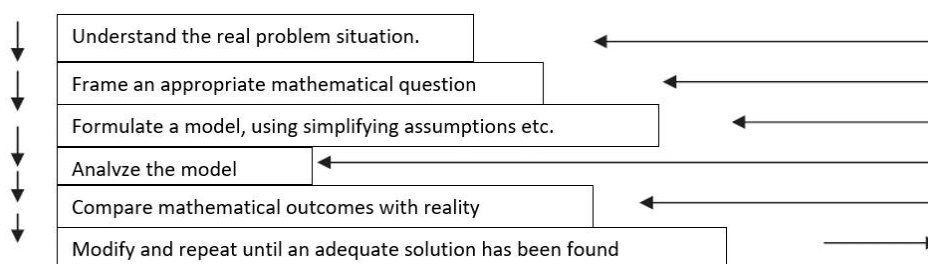 Understand the real problem situation.
Frame an appropriate mathematical question
Formulate a model, using simplifying assumptions etc.
Analvze the model
Compare mathematical outcomes with reality
Modify and repeat until an adequate solution has been found